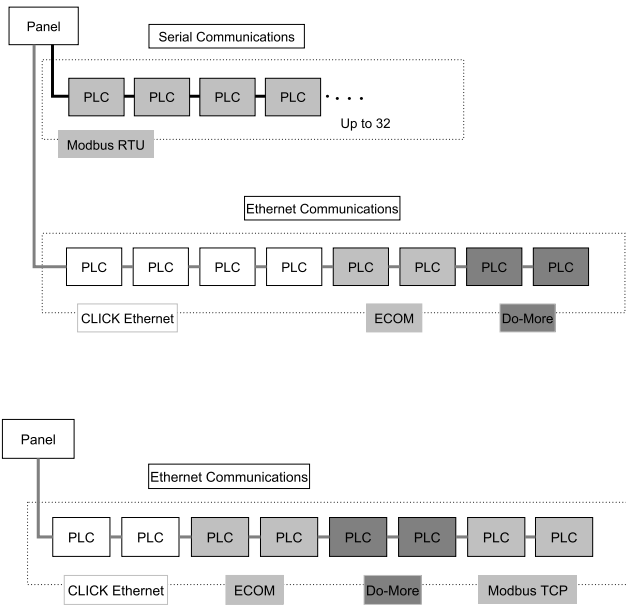 Panel
Serial Communications
PLC PLC PLC PLC . . . .
Up to 32
Modbus RTU
Ethernet Communications
PLC PLC PLC PLC PLC PLC PLC PLC
CLICK Ethernet ECOM Do-More
Panel
Ethernet Communications
PLC PLC PLC PLC PLC PLC PLC PLC
CLICK Ethernet ECOM Do-More Modbus TCP